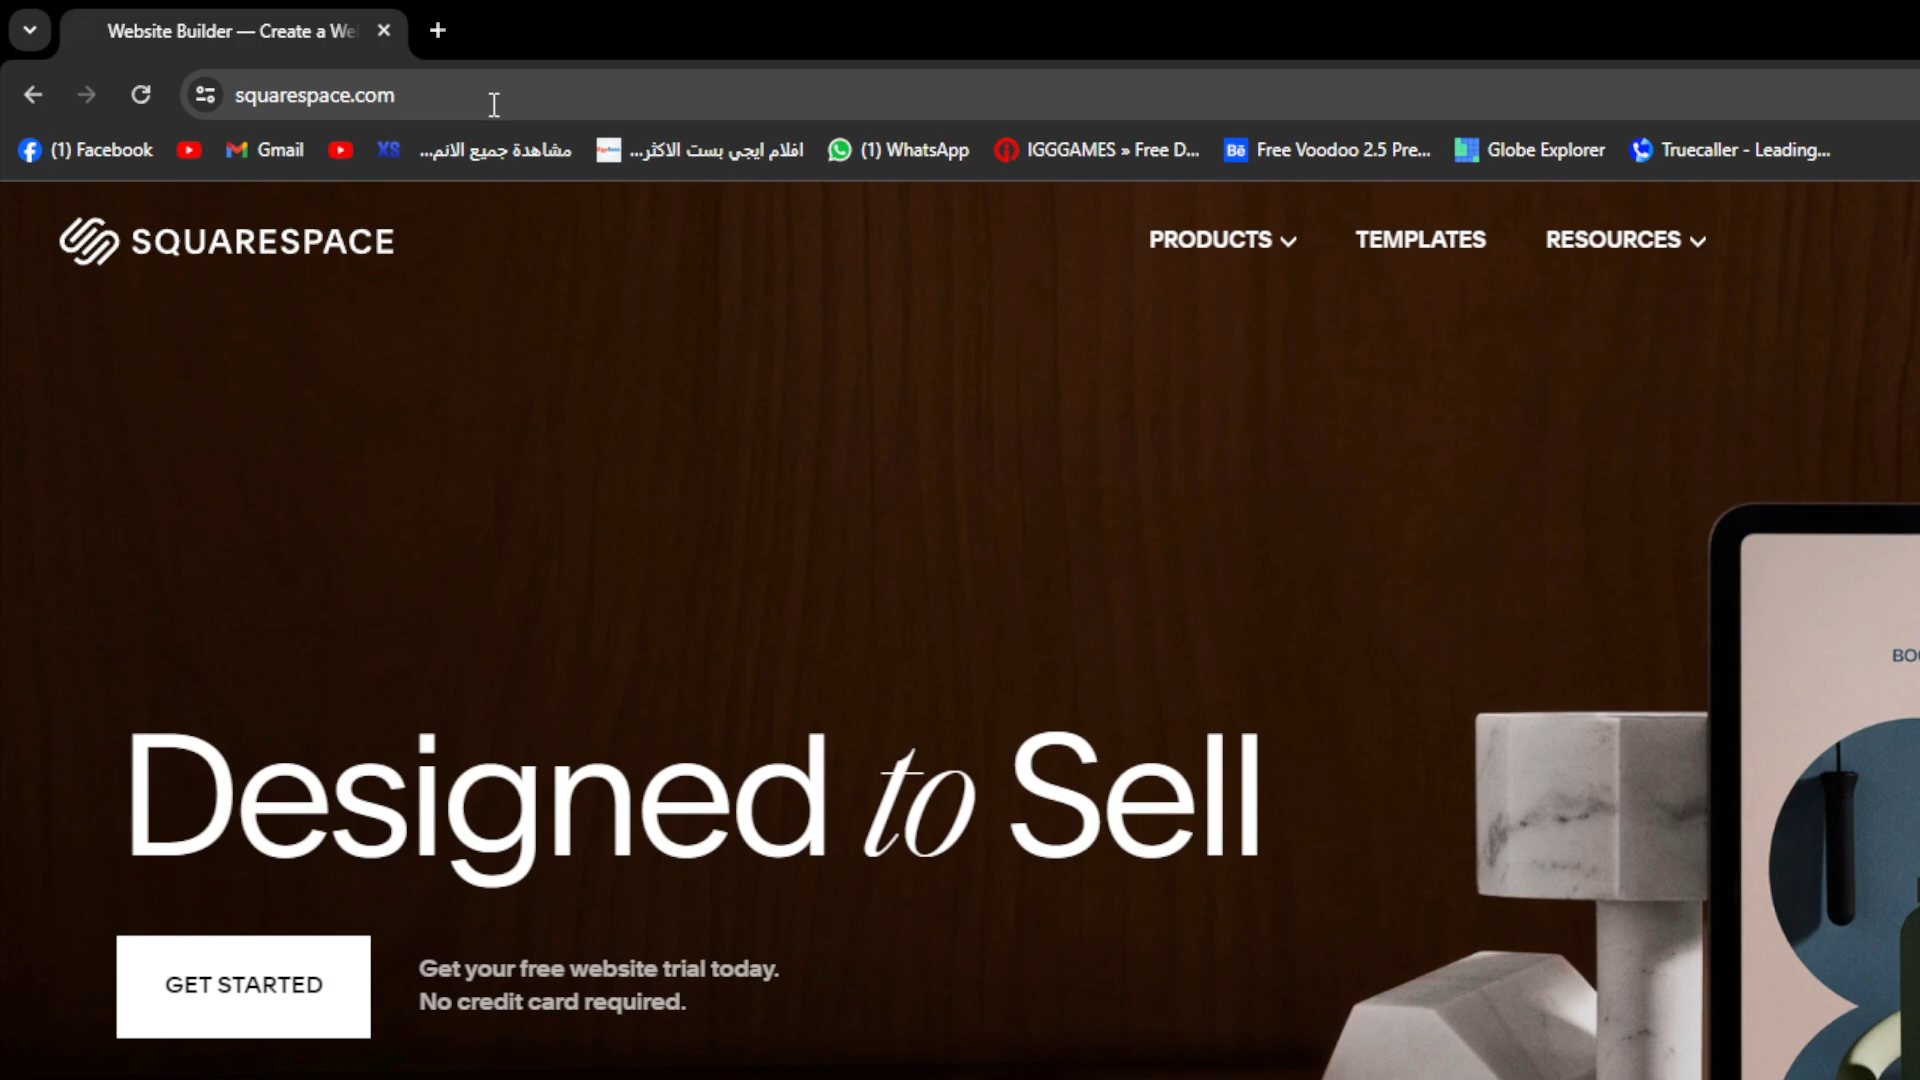 Website Builder — Create a We
squarespace.com
(1) Facebook
Gmail
XS
مشاهدة جميع الانم...
افلام ايجي بست الاكثر...
(1) WhatsApp
IGGGAMES » Free D...
Bē
Free Voodoo 2.5 Pre...
Globe Explorer
Truecaller - Leading...
SQUARESPACE
PRODUCTS
TEMPLATES
RESOURCES
BO
Designed to Sell
GET STARTED
Get your free website trial today.
No credit card required.